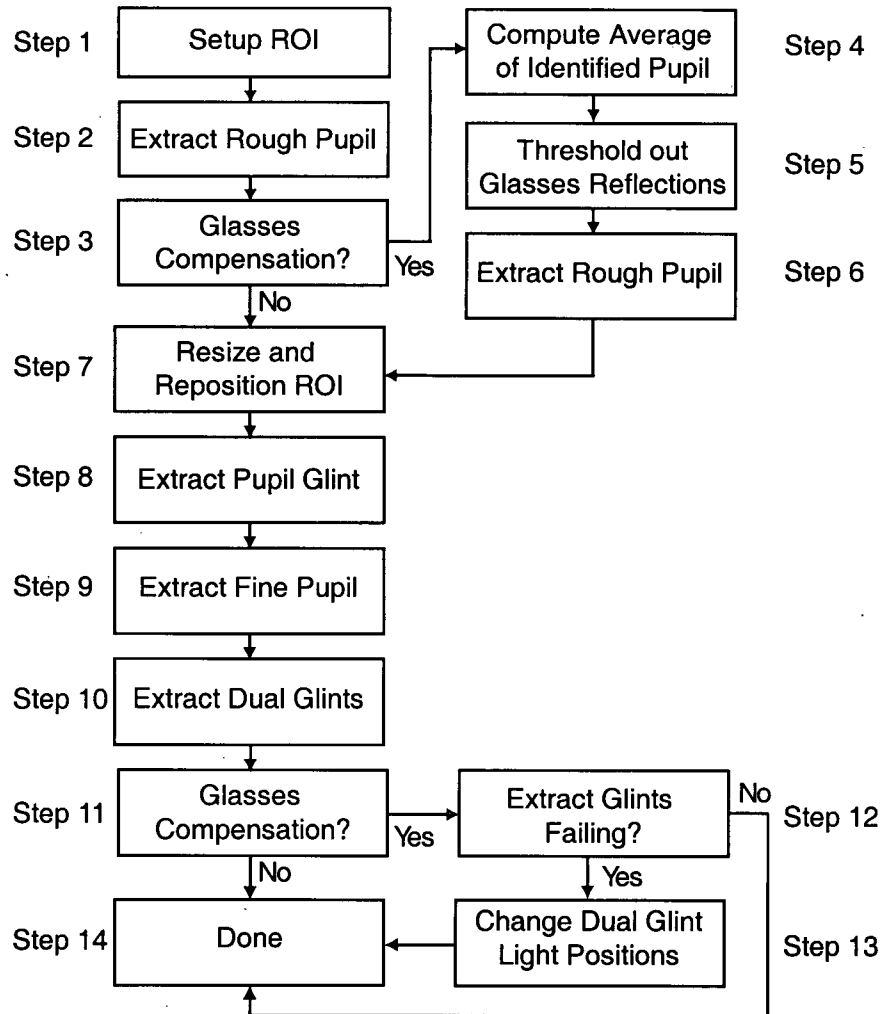 Step 1
Setup ROI
Step 2
Extract Rough Pupil
Step 3
Glasses
Compensation?
Yes
No
Compute Average
of Identified Pupil
Step 4
Threshold out
Glasses Reflections
Step 5
Extract Rough Pupil
Step 6
Step 7
Resize and
Reposition ROI
Step 8
Extract Pupil Glint
Step 9
Extract Fine Pupil
Step 10
Extract Dual Glints
Step 11
Glasses
Compensation?
Yes
No
Extract Glints
Failing?
No
Step 12
Yes
Change Dual Glint
Light Positions
Step 13
Step 14
Done